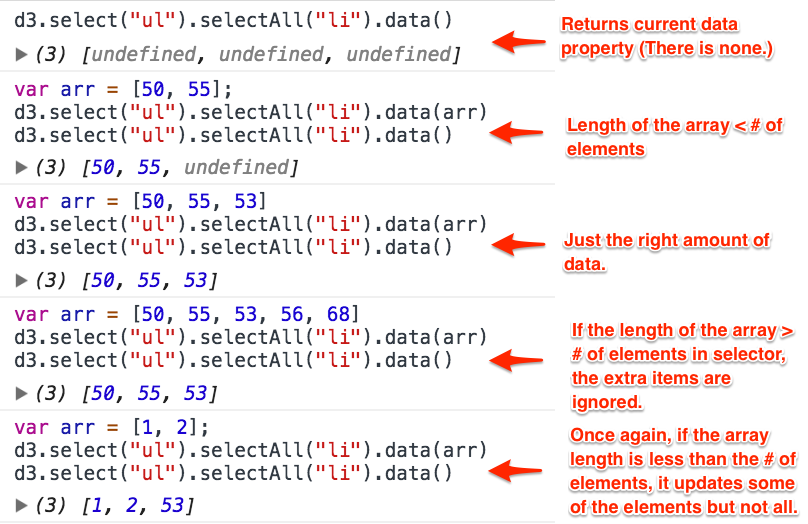 d3.select("ul").selectAll("li").data()
▶ (3) [undefined, undefined, undefined]
Returns current data
property (There is none.)
var arr = [50, 55];
d3.select("ul").selectAll("li").data(arr)
d3.select("ul").selectAll("li").data()
▶ (3) [50, 55, undefined]
Length of the array < # of
elements
var arr = [50, 55, 53]
d3.select("ul").selectAll("li").data(arr)
d3.select("ul").selectAll("li").data()
▶ (3) [50, 55, 53]
Just the right amount of
data.
var arr = [50, 55, 53, 56, 68]
d3.select("ul").selectAll("li").data(arr)
d3.select("ul").selectAll("li").data()
▶ (3) [50, 55, 53]
If the length of the array >
# of elements in selector,
the extra items are
ignored.
var arr = [1, 2];
d3.select("ul").selectAll("li").data(arr)
d3.select("ul").selectAll("li").data()
▶ (3) [1, 2, 53]
Once again, if the array
length is less than the # of
elements, it updates some
of the elements but not all.